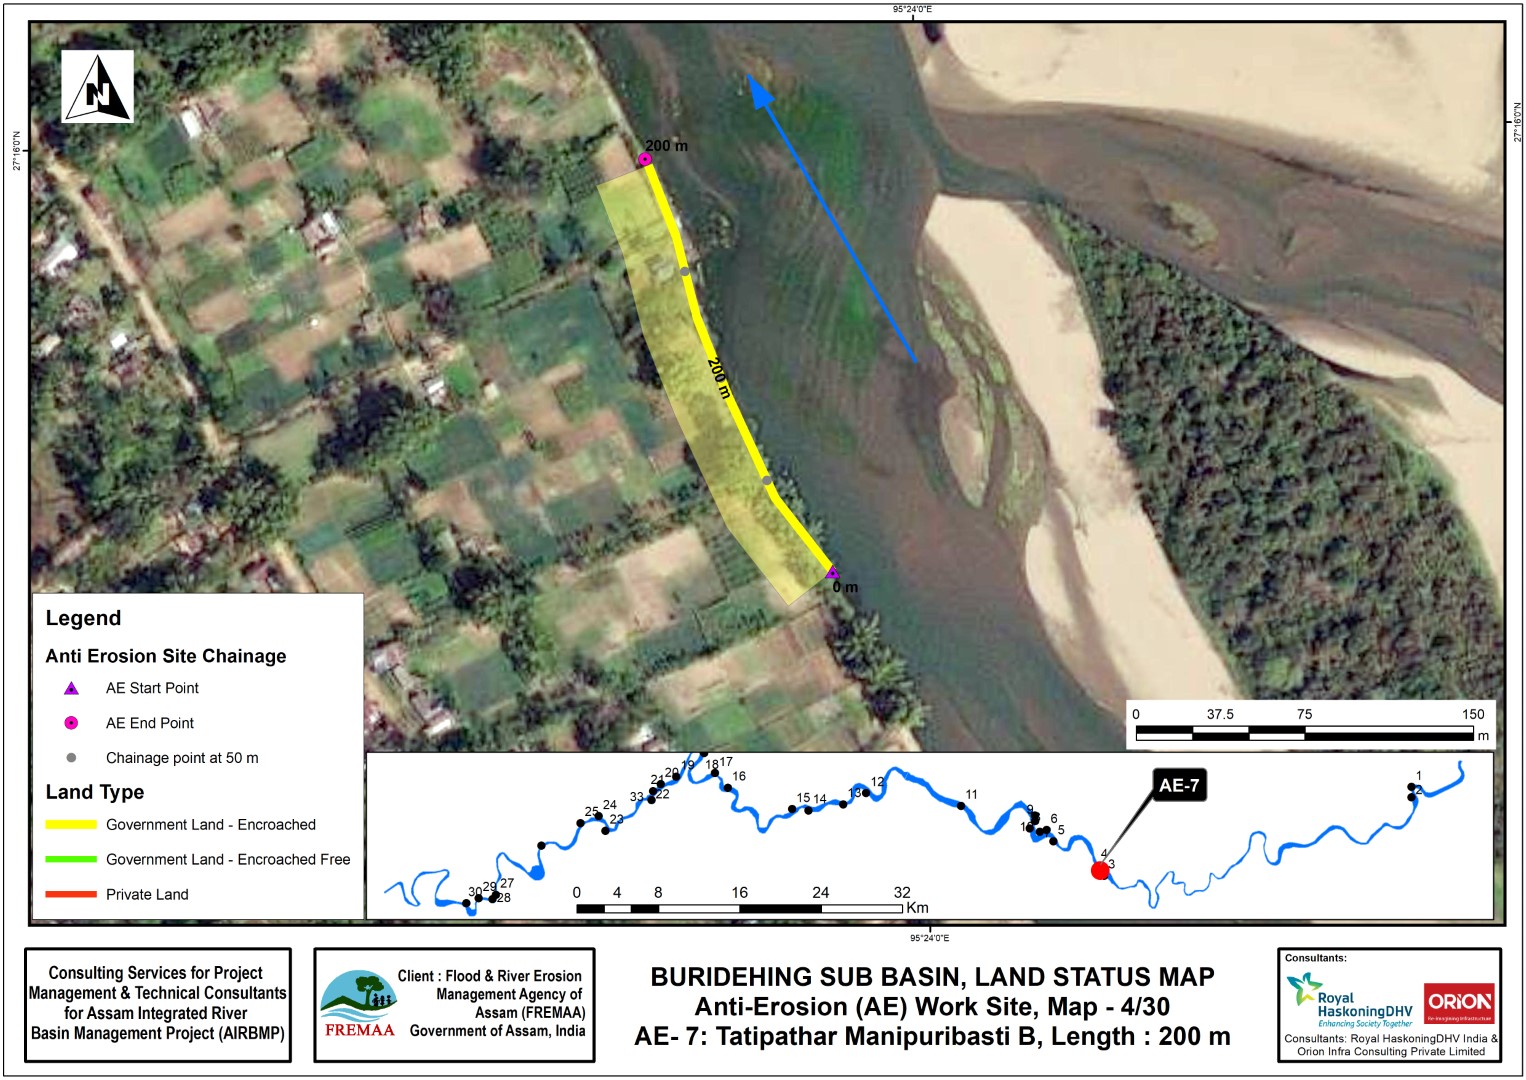 95°24'0"E
27°16'0"N
27°16'0"N
N
200 m
200 m
0 m
Legend
Anti Erosion Site Chainage
AE Start Point
AE End Point
Chainage point at 50 m
Land Type
Government Land - Encroached
Government Land - Encroached Free
Private Land
0 37.5 75 150
m
AE-7
1
2
3
4
5
6
9
11
12
13
14
15
16
17
18
19
20
21
22
33
23
24
25
27
28
29
30
0 4 8 16 24 32
Km
95°24'0"E
Consulting Services for Project
Management & Technical Consultants
for Assam Integrated River
Basin Management Project (AIRBMP)
FREMAA
Client : Flood & River Erosion
Management Agency of
Assam (FREMAA)
Government of Assam, India
BURIDEHING SUB BASIN, LAND STATUS MAP
Anti-Erosion (AE) Work Site, Map - 4/30
AE- 7: Tatipathar Manipuribasti B, Length : 200 m
Consultants:
Royal
HaskoningDHV
Enhancing Society Together
ORION
Re-imagining infrastructure
Consultants: Royal HaskoningDHV India &
Orion Infra Consulting Private Limited